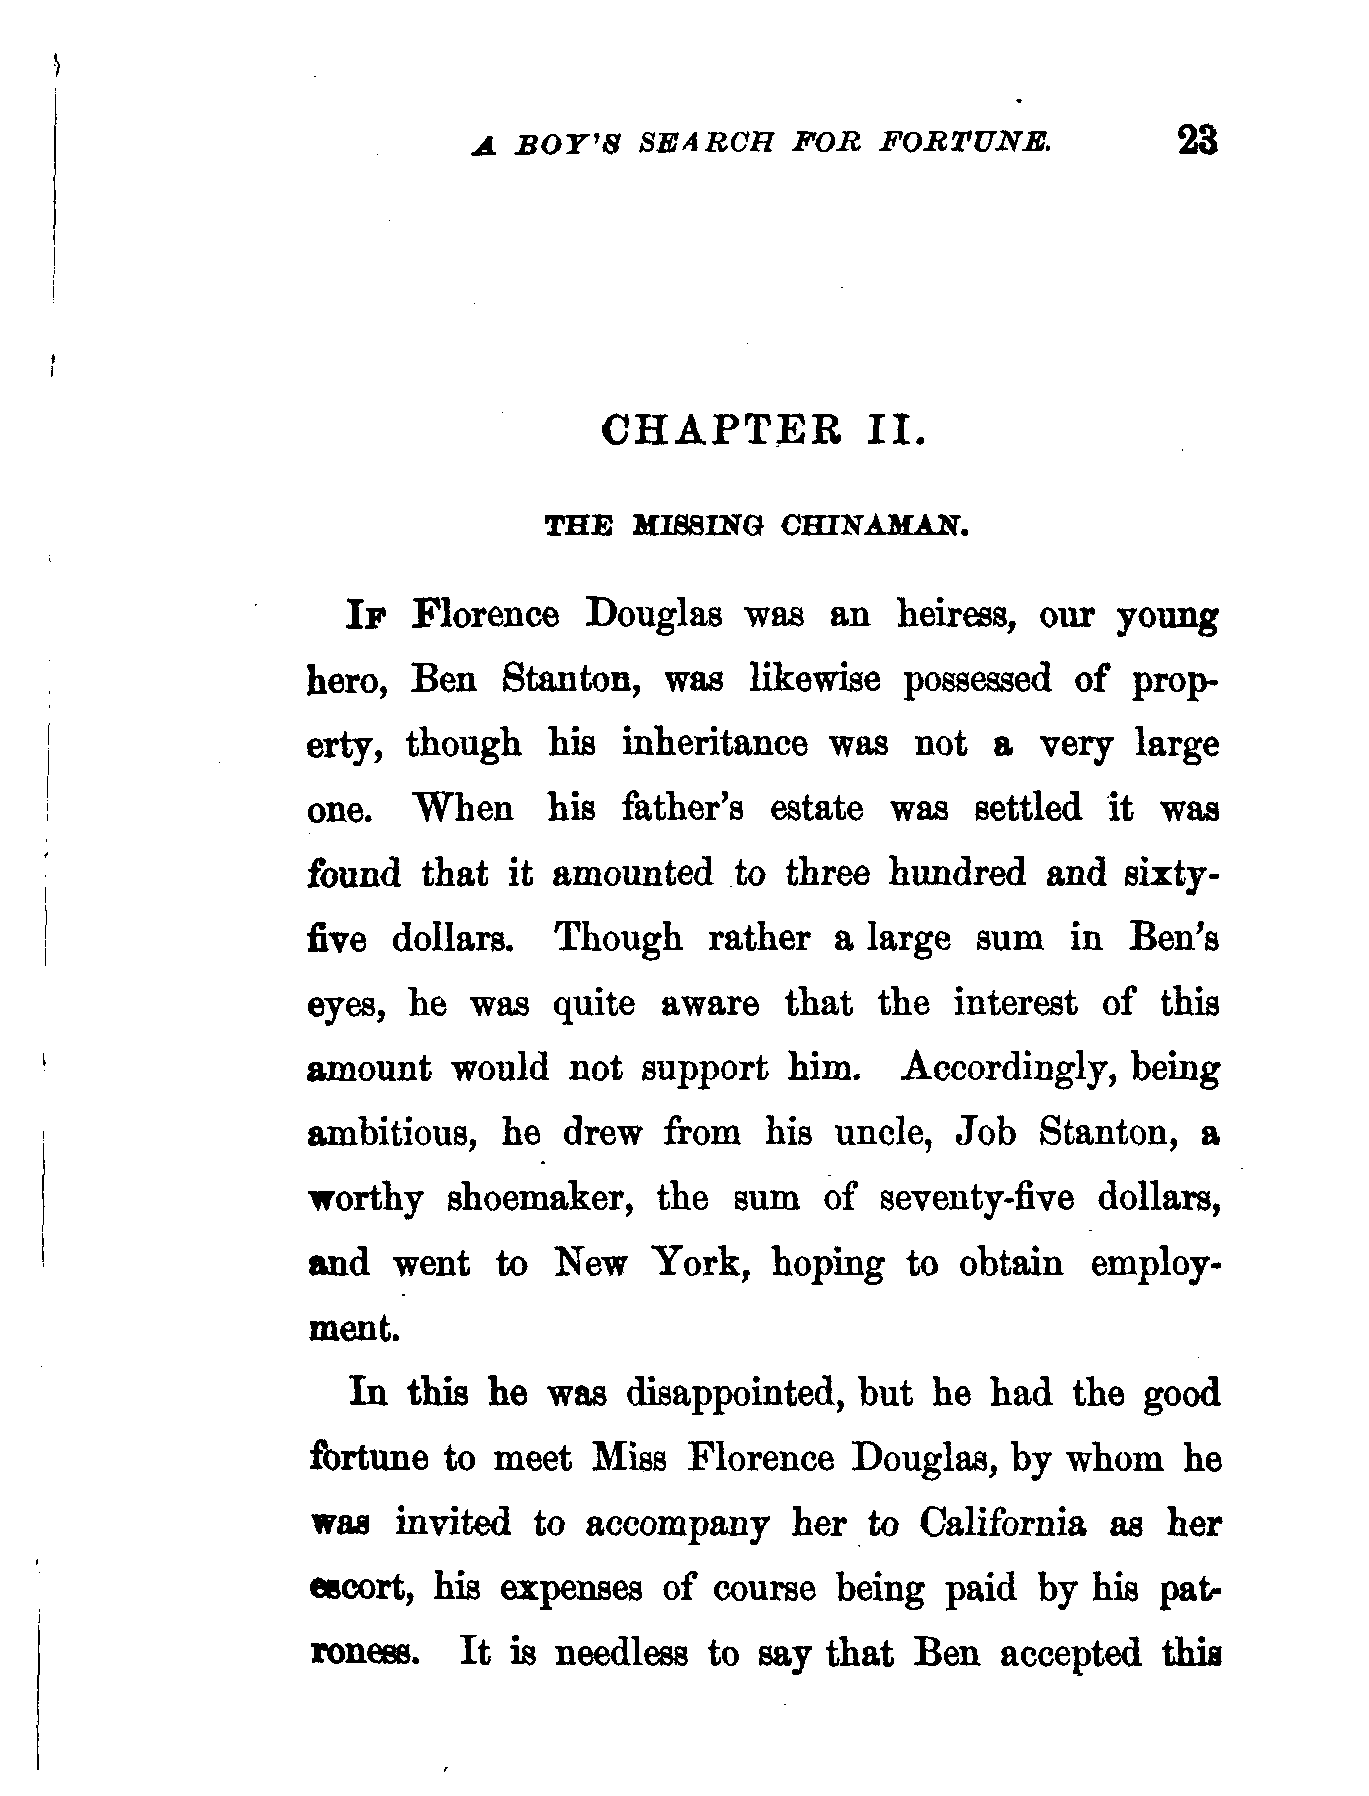 A BOY'S SEARCH FOR FORTUNE. 23
CHAPTER II.
THE MISSING CHINAMAN.
IF Florence Douglas was an heiress, our young
hero, Ben Stanton, was likewise possessed of prop-
erty, though his inheritance was not a very large
one. When his father's estate was settled it was
found that it amounted to three hundred and sixty-
five dollars. Though rather a large sum in Ben's
eyes, he was quite aware that the interest of this
amount would not support him. Accordingly, being
ambitious, he drew from his uncle, Job Stanton, a
worthy shoemaker, the sum of seventy-five dollars,
and went to New York, hoping to obtain employ-
ment.
In this he was disappointed, but he had the good
fortune to meet Miss Florence Douglas, by whom he
was invited to accompany her to California as her
escort, his expenses of course being paid by his pat-
roness. It is needless to say that Ben accepted this